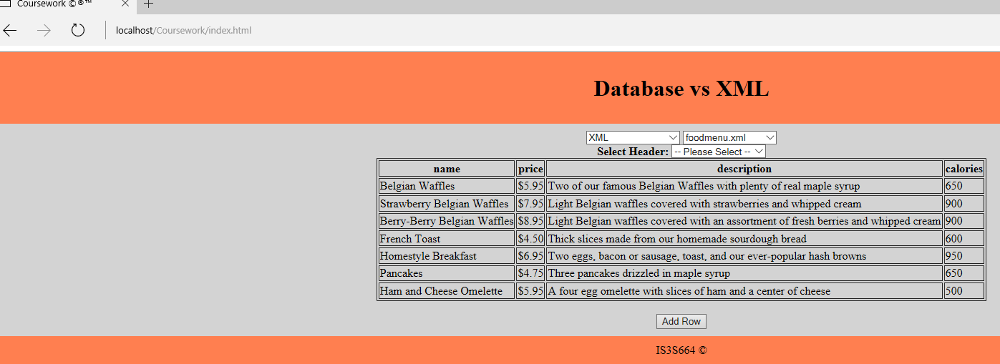 Coursework ©®™
localhost/Coursework/index.html
Database vs XML
XML foodmenu.xml
Select Header: -- Please Select --
name price description calories
Belgian Waffles $5.95 Two of our famous Belgian Waffles with plenty of real maple syrup 650
Strawberry Belgian Waffles $7.95 Light Belgian waffles covered with strawberries and whipped cream 900
Berry-Berry Belgian Waffles $8.95 Light Belgian waffles covered with an assortment of fresh berries and whipped cream 900
French Toast $4.50 Thick slices made from our homemade sourdough bread 600
Homestyle Breakfast $6.95 Two eggs, bacon or sausage, toast, and our ever-popular hash browns 950
Pancakes $4.75 Three pancakes drizzled in maple syrup 650
Ham and Cheese Omelette $5.95 A four egg omelette with slices of ham and a center of cheese 500
Add Row
IS3S664 ©